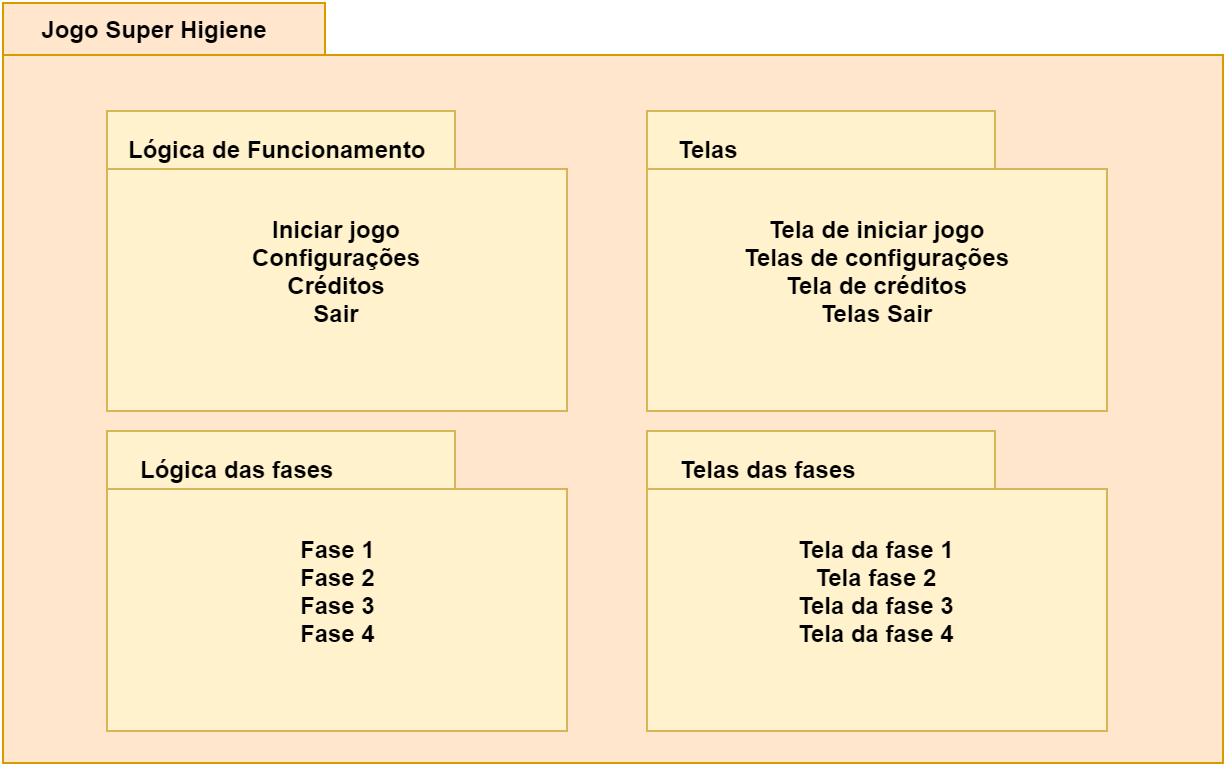 Jogo Super Higiene
Lógica de Funcionamento
Iniciar jogo
Configurações
Créditos
Sair
Telas
Tela de iniciar jogo
Telas de configurações
Tela de créditos
Telas Sair
Lógica das fases
Fase 1
Fase 2
Fase 3
Fase 4
Telas das fases
Tela da fase 1
Tela fase 2
Tela da fase 3
Tela da fase 4